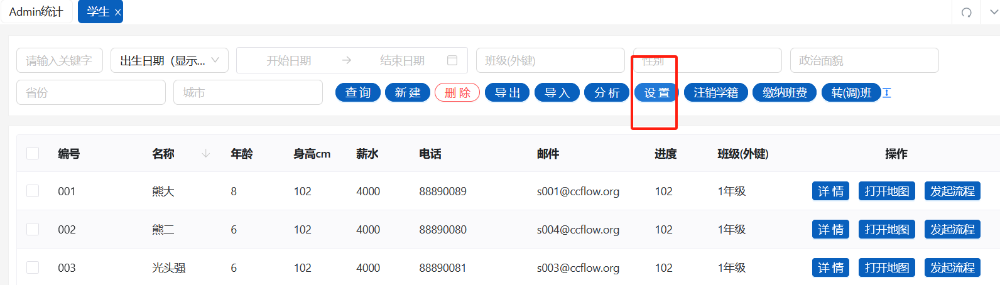 Admin统计 学生 ×
请输入关键字 出生日期（显示... 开始日期 → 结束日期 班级(外键) 性别 政治面貌
省份 城市 查询 新建 删除 导出 导入 分析 设置 注销学籍 缴纳班费 转(调)班
编号 名称 ↓ 年龄 身高cm 薪水 电话 邮件 进度 班级(外键) 操作
001 熊大 8 102 4000 88890089 s001@ccflow.org 102 1年级 详情 打开地图 发起流程
002 熊二 6 102 4000 88890080 s004@ccflow.org 102 1年级 详情 打开地图 发起流程
003 光头强 6 102 4000 88890081 s003@ccflow.org 102 1年级 详情 打开地图 发起流程